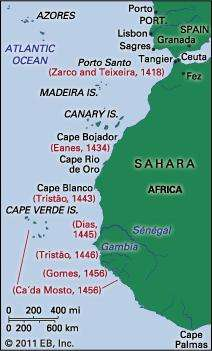 AZORES
Porto
PORT.
SPAIN
Lisbon
Granada
ATLANTIC
OCEAN
Sagres
Ceuta
Tangier
Fez
Porto Santo
(Zarco and Teixeira, 1418)
MADEIRA IS.
CANARY IS.
Cape Bojador
(Eanes, 1434)
Cape Rio
de Oro
SAHARA
AFRICA
Cape Blanco
(Tristão, 1443)
CAPE VERDE IS.
(Dias,
1445)
Sénégal
Gambia
(Tristão, 1446)
(Gomes, 1456)
(Ca'da Mosto, 1456)
0 200 400 mi
0 300 600 km
© 2011 EB, Inc.
Cape
Palmas